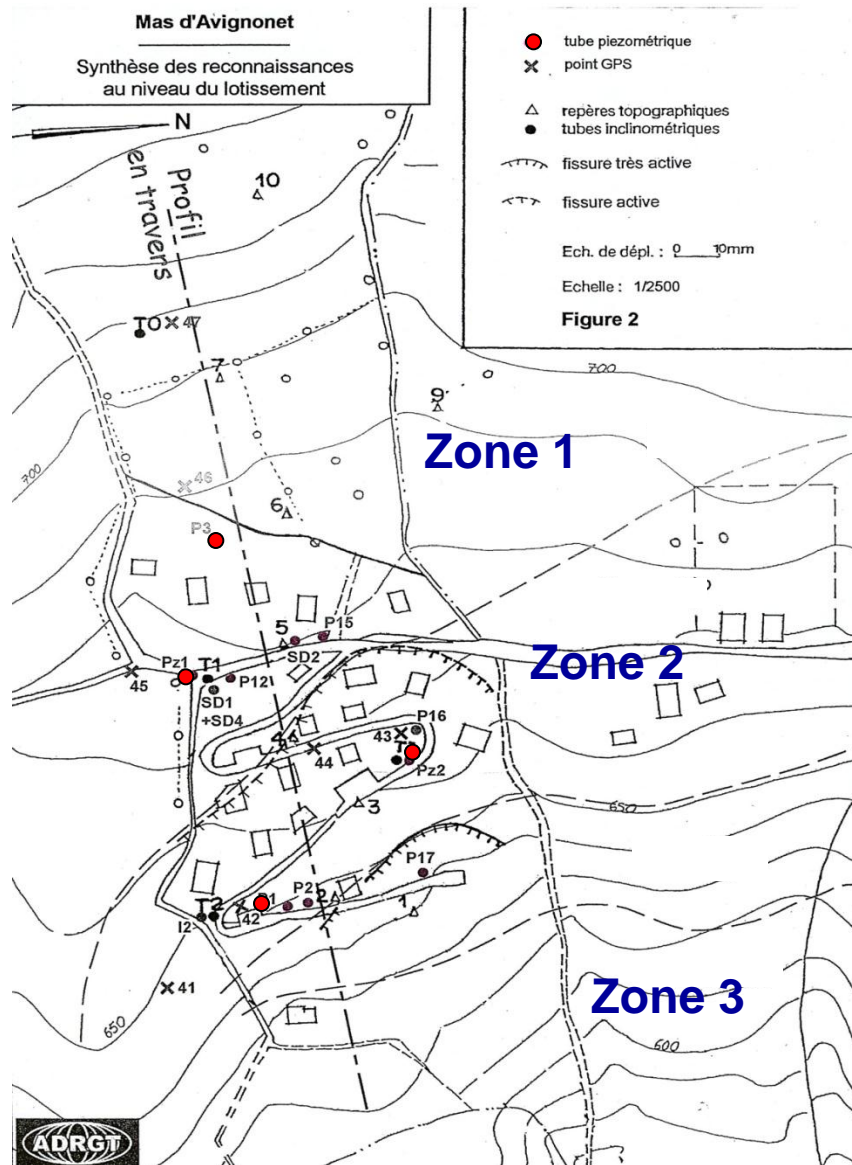 Mas d'Avignonet
Synthèse des reconnaissances
au niveau du lotissement
tube piezométrique
point GPS
repères topographiques
tubes inclinométriques
fissure très active
fissure active
Ech. de dépl. : 0 10mm
Echelle : 1/2500
Figure 2
N
Profil
en travers
10
T0
47
7
9
700
Zone 1
700
46
6
P3
5
P15
SD2
Pz1
T1
P12
45
SD1
+SD4
Zone 2
4
44
43
P16
Pz2
3
650
P17
P2
2
1
T2
I2
42
41
650
Zone 3
600
ADRGT